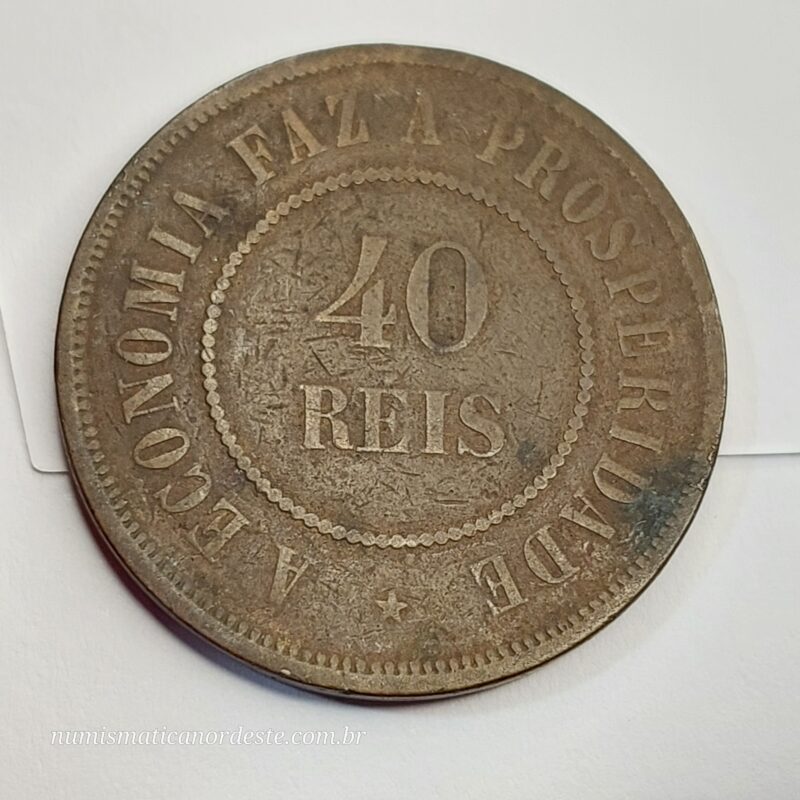 A ECONOMIA FAZ A PROSPERIDADE
40
REIS
numismaticanordeste.com.br